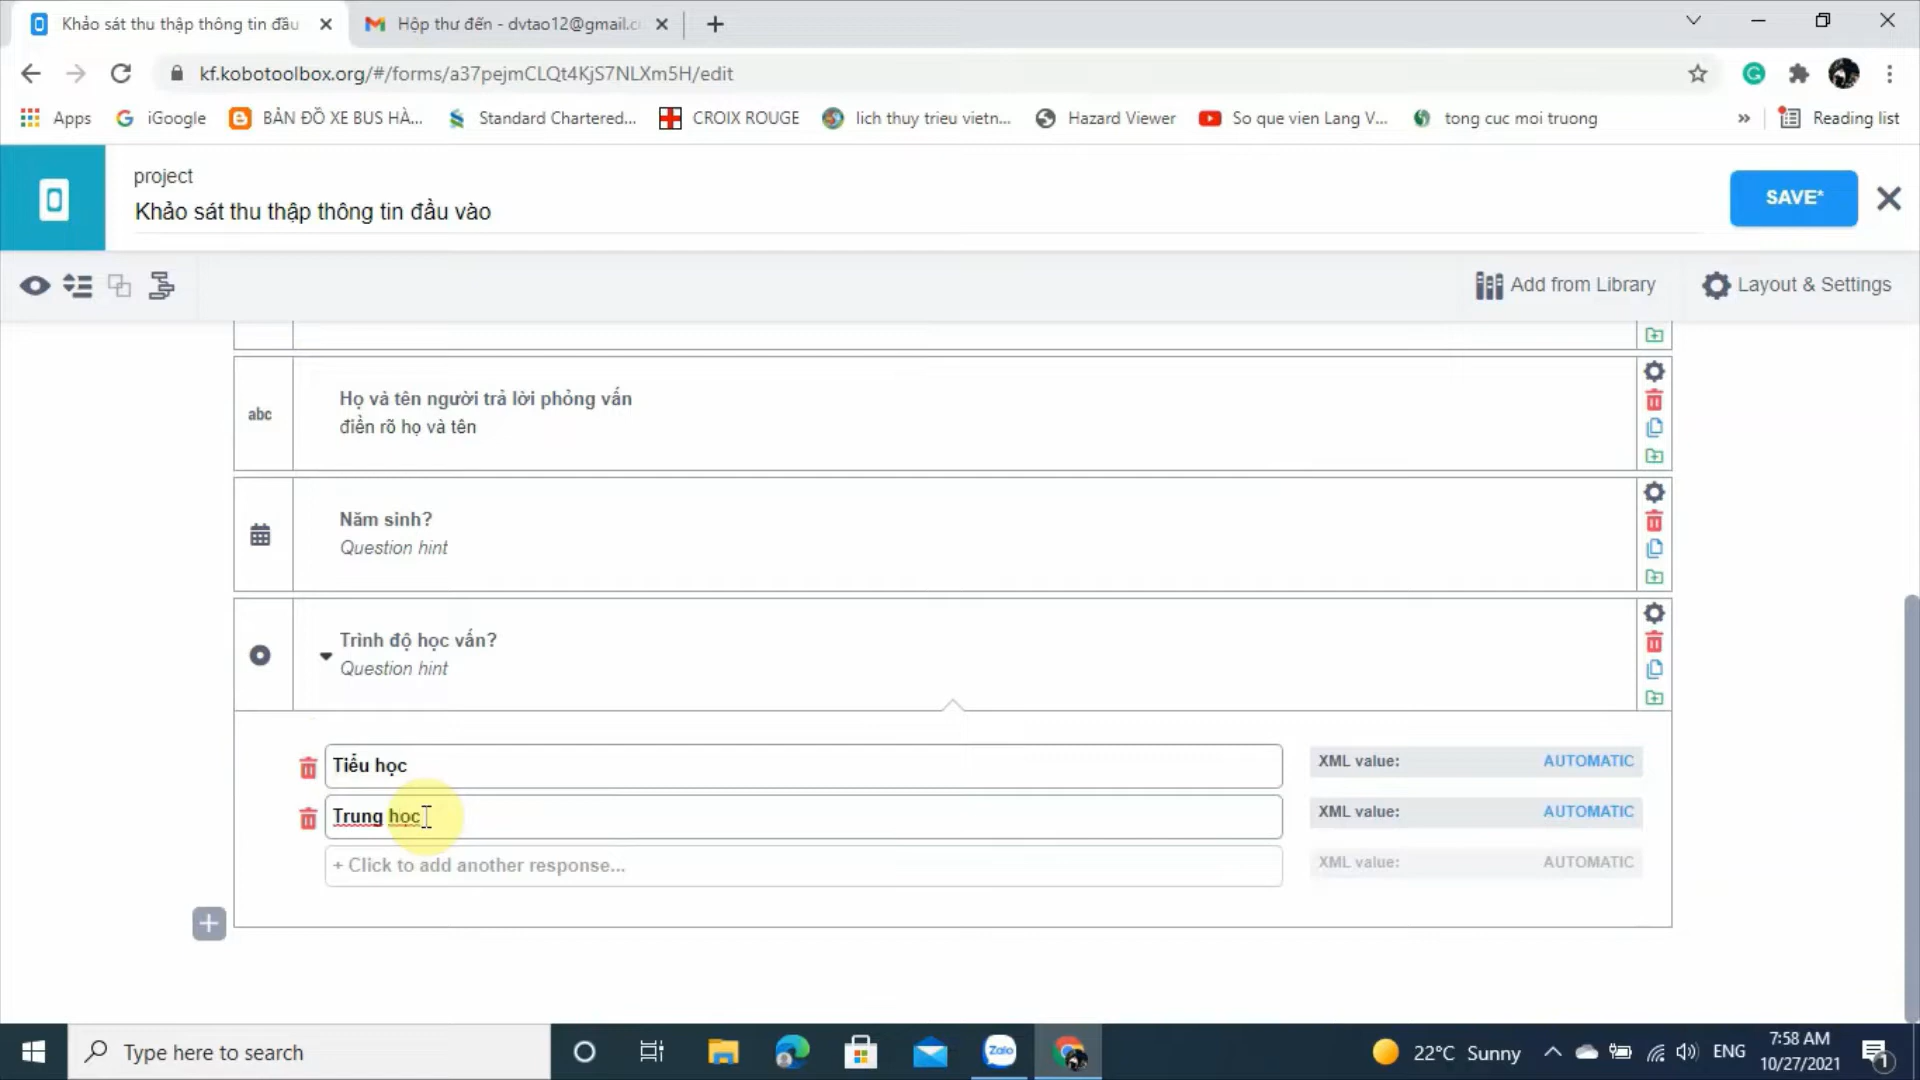 Khảo sát thu thập thông tin đầu
Hộp thư đến - dvtao12@gmail.c
kf.kobotoolbox.org/#/forms/a37pejmCLQt4KjS7NLXm5H/edit
Apps
iGoogle
BẢN ĐỒ XE BUS HÀ...
Standard Chartered...
CROIX ROUGE
lich thuy trieu vietn...
Hazard Viewer
So que vien Lang V...
tong cuc moi truong
»
Reading list
project
Khảo sát thu thập thông tin đầu vào
SAVE*
Add from Library
Layout & Settings
abc
Họ và tên người trả lời phỏng vấn
điền rõ họ và tên
Năm sinh?
Question hint
Trình độ học vấn?
Question hint
Tiểu học
XML value:
AUTOMATIC
Trung học
XML value:
AUTOMATIC
+ Click to add another response...
XML value:
AUTOMATIC
Type here to search
Zalo
22°C Sunny
ENG
7:58 AM
10/27/2021
1